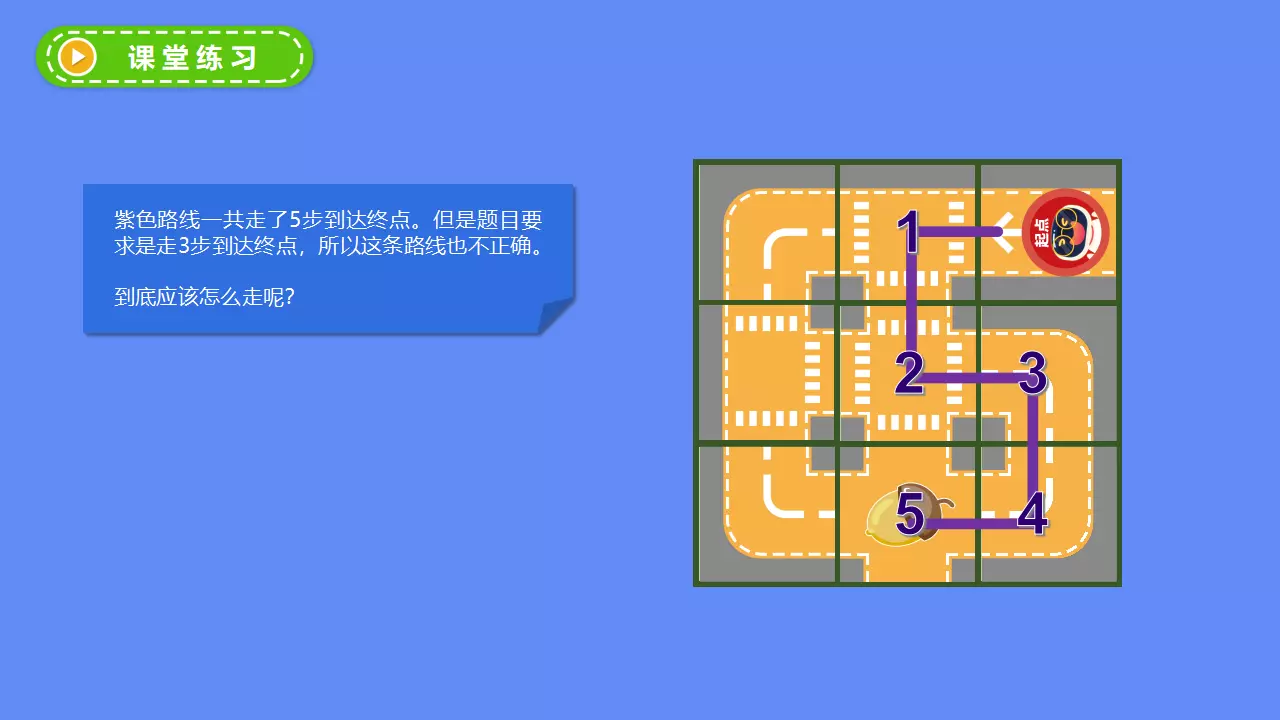 课堂练习
紫色路线一共走了5步到达终点。但是题目要
求是走3步到达终点，所以这条路线也不正确。
到底应该怎么走呢?
1
起点
2
3
5
4